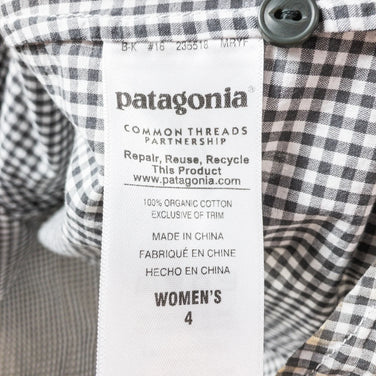 B-K #16 235518 MRYF
patagonia®
COMMON THREADS
PARTNERSHIP
Repair, Reuse, Recycle
This Product
www.patagonia.com
100% ORGANIC COTTON
EXCLUSIVE OF TRIM
MADE IN CHINA
FABRIQUÉ EN CHINE
HECHO EN CHINA
WOMEN'S
4